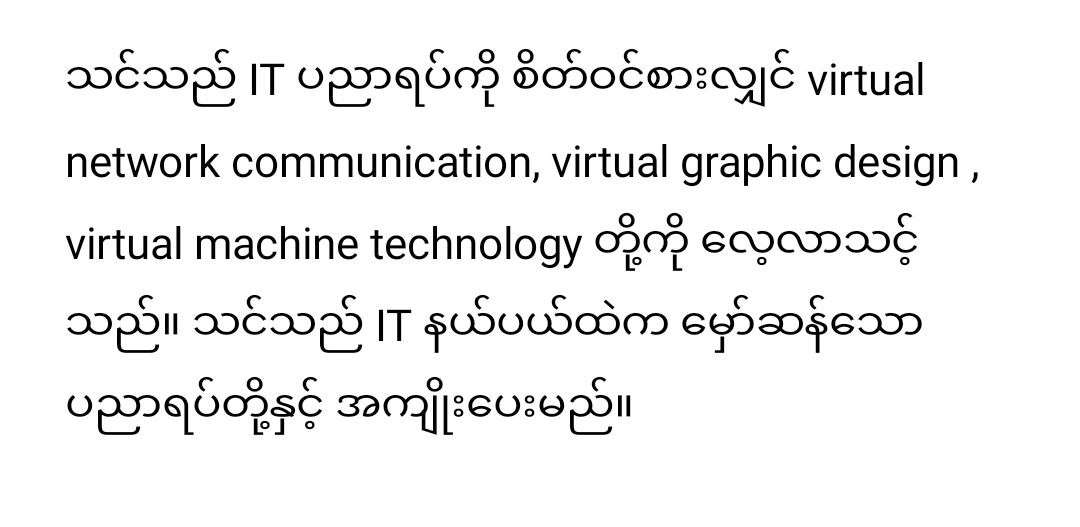 သင်သည် IT ပညာရပ်ကို စိတ်ဝင်စားလျှင် virtual
network communication, virtual graphic design ,
virtual machine technology တို့ကို လေ့လာသင့်
သည်။ သင်သည် IT နယ်ပယ်ထဲက မှော်ဆန်သော
ပညာရပ်တို့နှင့် အကျိုးပေးမည်။